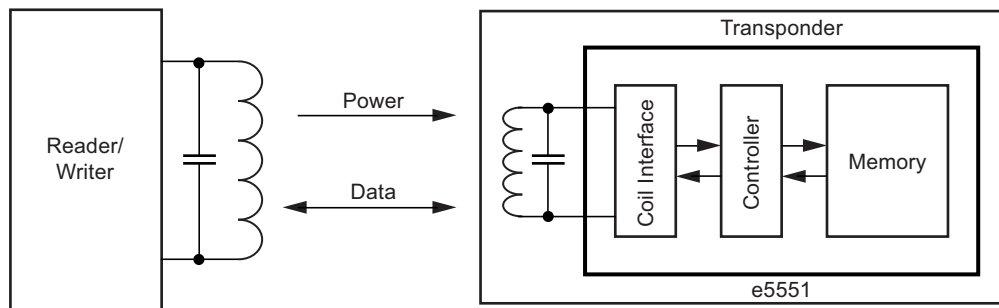 Transponder
Power
Reader/
Writer
Data
Coil Interface
Controller
Memory
e5551